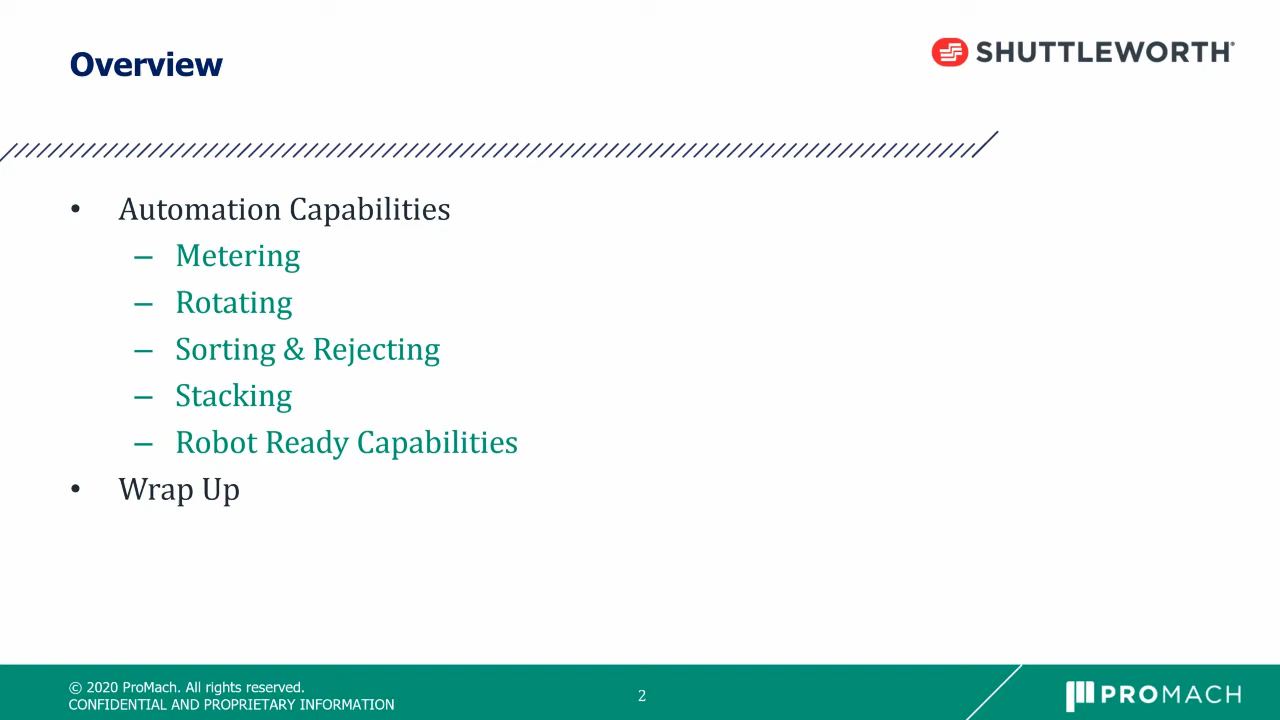 Overview
SHUTTLEWORTH®
• Automation Capabilities
– Metering
– Rotating
– Sorting & Rejecting
– Stacking
– Robot Ready Capabilities
• Wrap Up
© 2020 ProMach. All rights reserved.
CONFIDENTIAL AND PROPRIETARY INFORMATION
2
PROMACH